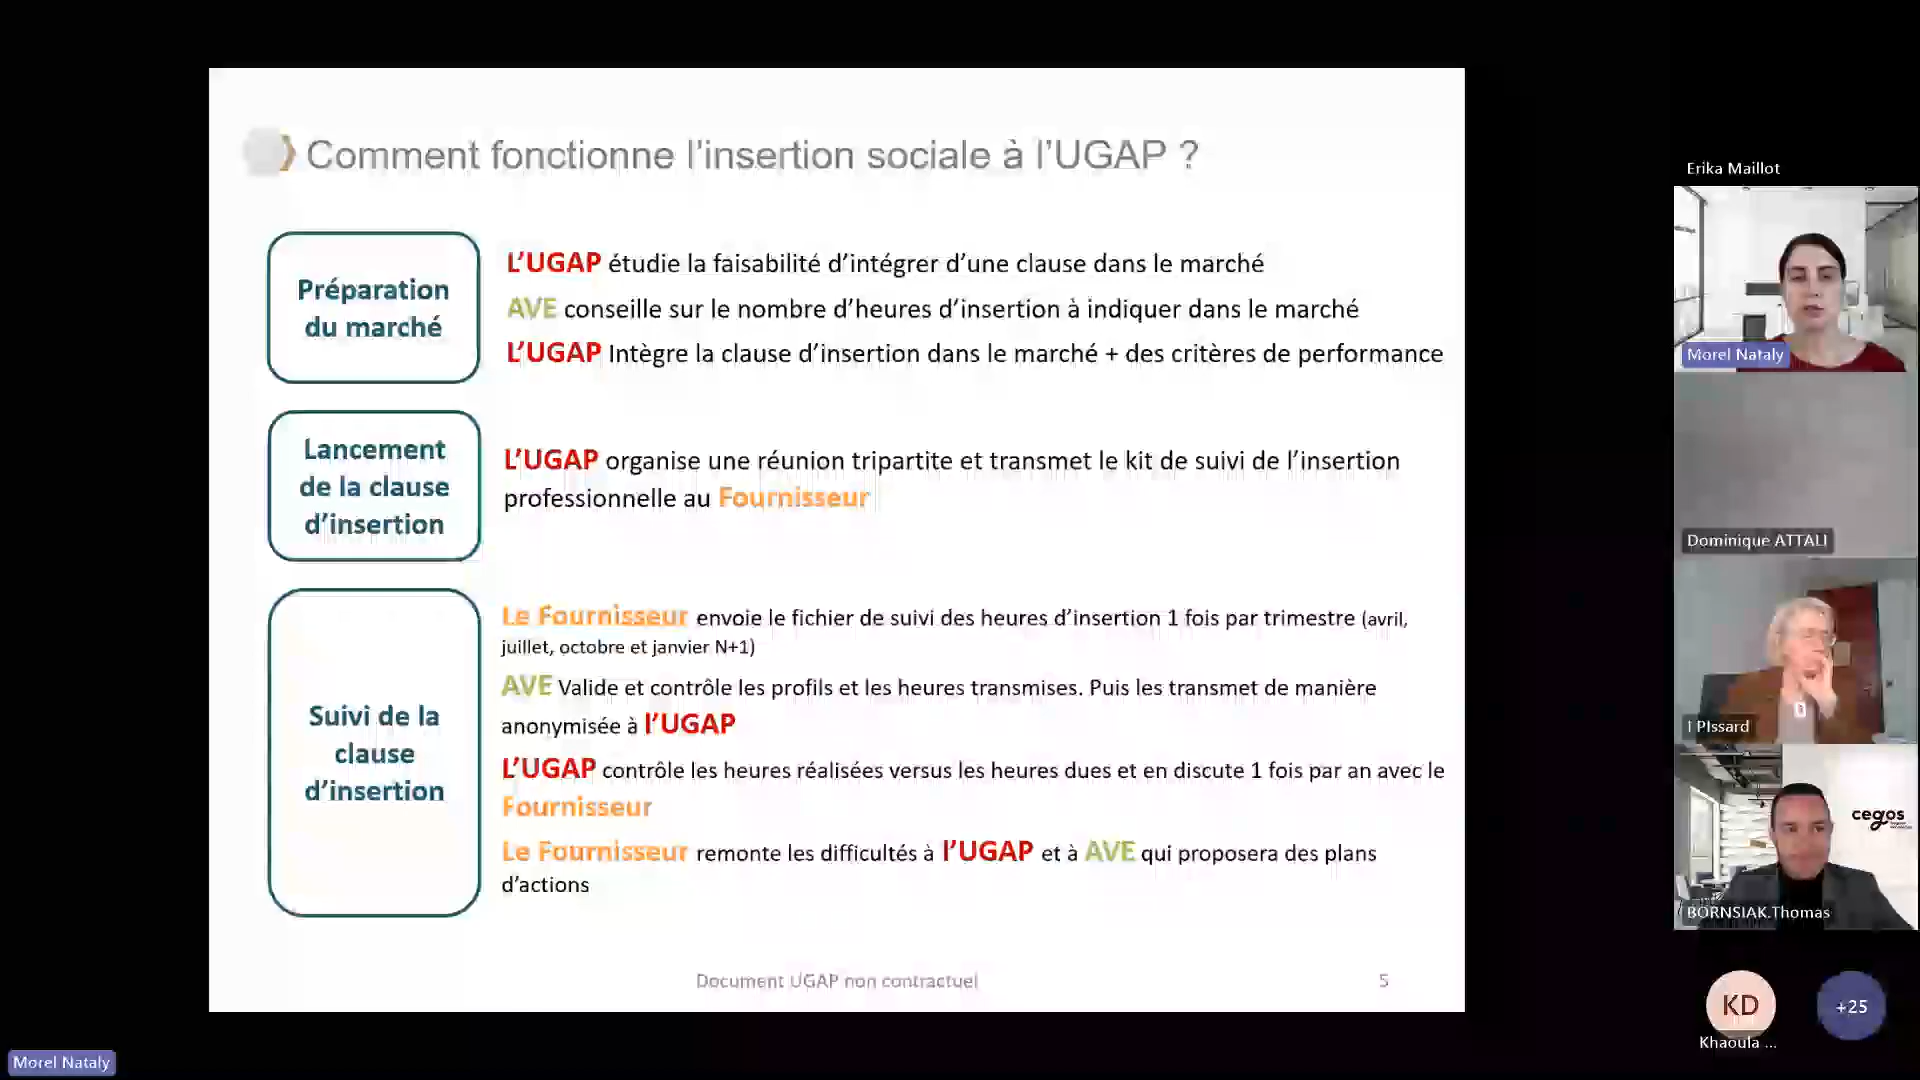 Comment fonctionne l’insertion sociale à l’UGAP ?
Préparation
du marché
L’UGAP étudie la faisabilité d’intégrer d’une clause dans le marché
AVE conseille sur le nombre d’heures d’insertion à indiquer dans le marché
L’UGAP Intègre la clause d’insertion dans le marché + des critères de performance
Lancement
de la clause
d’insertion
L’UGAP organise une réunion tripartite et transmet le kit de suivi de l’insertion
professionnelle au Fournisseur
Suivi de la
clause
d’insertion
Le Fournisseur envoie le fichier de suivi des heures d’insertion 1 fois par trimestre (avril,
juillet, octobre et janvier N+1)
AVE Valide et contrôle les profils et les heures transmises. Puis les transmet de manière
anonymisée à l’UGAP
L’UGAP contrôle les heures réalisées versus les heures dues et en discute 1 fois par an avec le
Fournisseur
Le Fournisseur remonte les difficultés à l’UGAP et à AVE qui proposera des plans
d’actions
Document UGAP non contractuel
5
Erika Maillot
Morel Nataly
Dominique ATTALI
I PIssard
cegos
BORNSIAK.Thomas
KD
+25
Khaoula ...
Morel Nataly